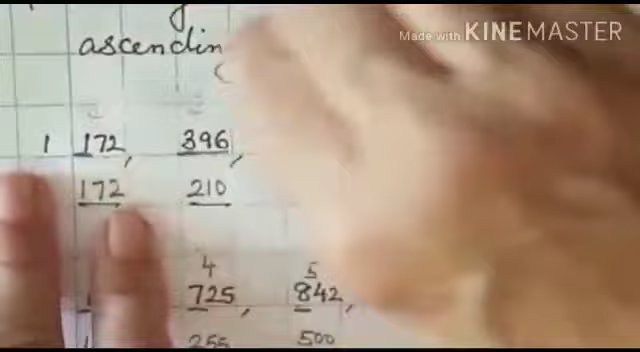 Made with KINEMASTER
ascendin
1 172, 396,
172 210
4 5
725, 842,
255 500